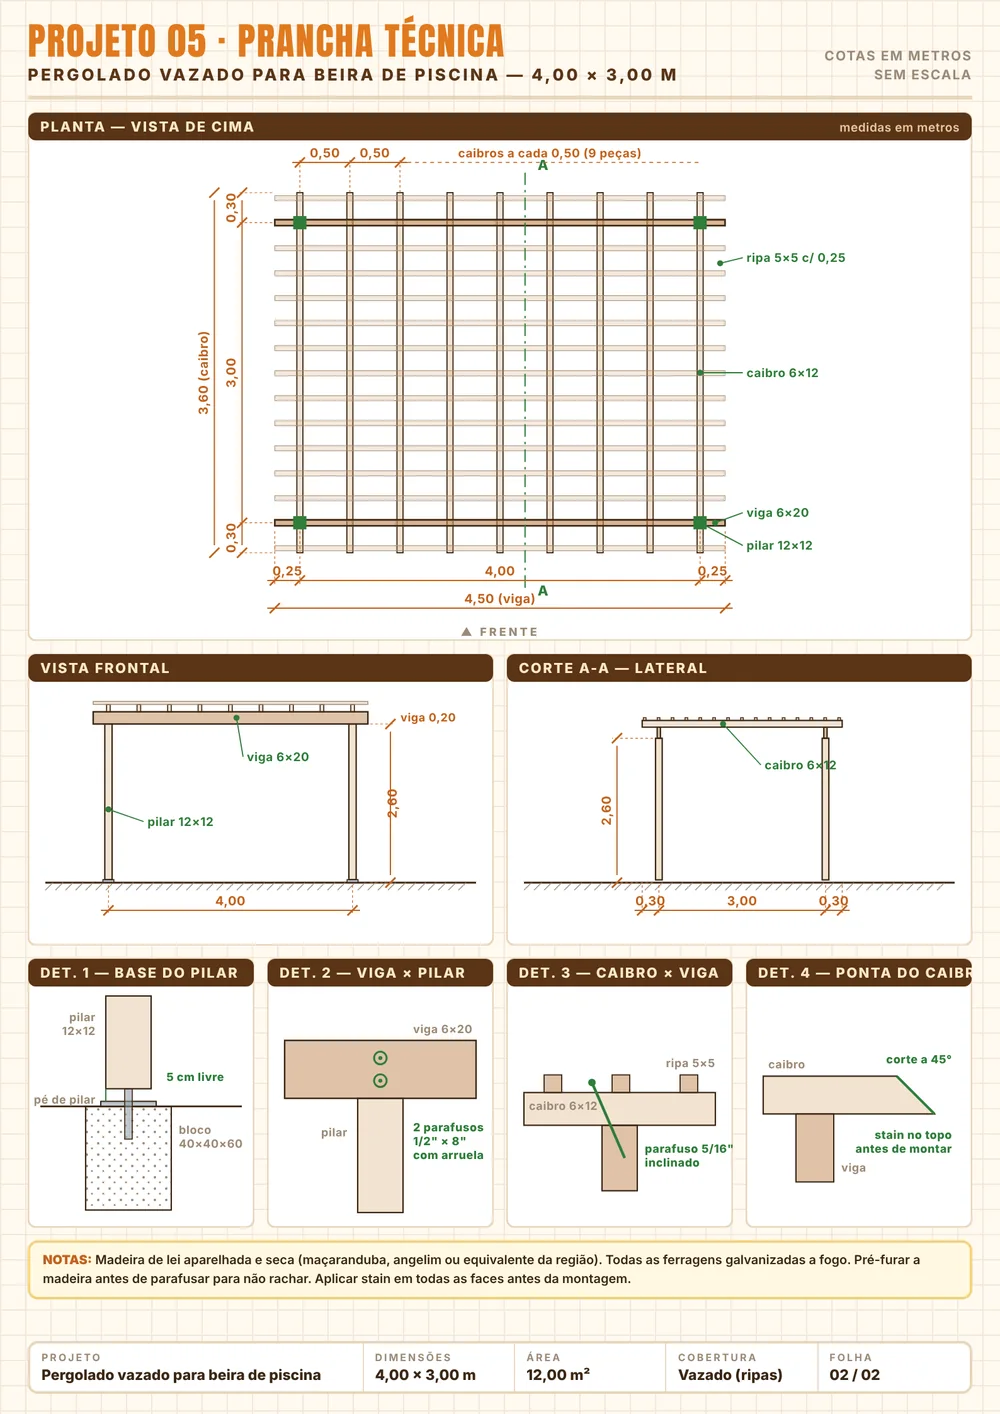 PROJETO 05 · PRANCHA TÉCNICA
PERGOLADO VAZADO PARA BEIRA DE PISCINA — 4,00 × 3,00 M
COTAS EM METROS
SEM ESCALA
PLANTA — VISTA DE CIMA
medidas em metros
0,50
0,50
caibros a cada 0,50 (9 peças)
A
0,30
ripa 5×5 c/ 0,25
3,60 (caibro)
3,00
caibro 6×12
viga 6×20
0,30
pilar 12×12
0,25
4,00
0,25
A
4,50 (viga)
▲ FRENTE
VISTA FRONTAL
viga 0,20
viga 6×20
2,60
pilar 12×12
4,00
CORTE A-A — LATERAL
caibro 6×12
2,60
0,30
3,00
0,30
DET. 1 — BASE DO PILAR
pilar
12×12
5 cm livre
pé de pilar
bloco
40×40×60
DET. 2 — VIGA × PILAR
viga 6×20
pilar
2 parafusos
1/2" × 8"
com arruela
DET. 3 — CAIBRO × VIGA
ripa 5×5
caibro 6×12
parafuso 5/16"
inclinado
DET. 4 — PONTA DO CAIBR
corte a 45°
caibro
stain no topo
antes de montar
viga
NOTAS: Madeira de lei aparelhada e seca (maçaranduba, angelim ou equivalente da região). Todas as ferragens galvanizadas a fogo. Pré-furar a
madeira antes de parafusar para não rachar. Aplicar stain em todas as faces antes da montagem.
PROJETO
Pergolado vazado para beira de piscina
DIMENSÕES
4,00 × 3,00 m
ÁREA
12,00 m²
COBERTURA
Vazado (ripas)
FOLHA
02 / 02